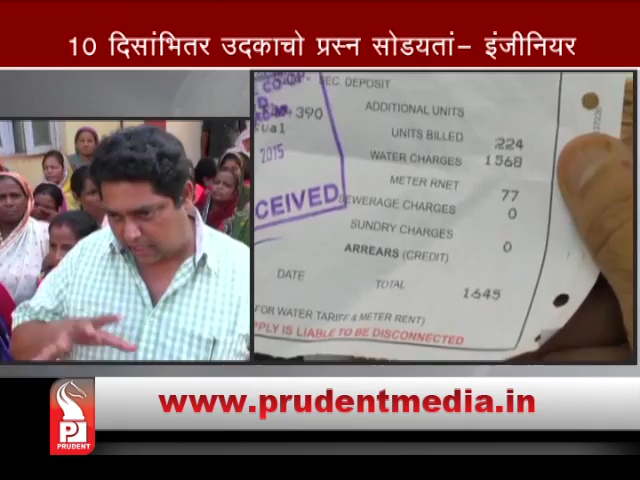 10 दिसांभितर उदकाचो प्रस्न सोडयतां- इंजीनियर
SEC. DEPOSIT
ADDITIONAL UNITS
390
UNITS BILLED 224
2015
WATER CHARGES 1568
METER RNET 77
CEIVED
SEWERAGE CHARGES 0
SUNDRY CHARGES
ARREARS (CREDIT) 0
DATE TOTAL 1645
FOR WATER TARIFF & METER RENT)
PPLY IS LIABLE TO BE DISCONNECTED
PRUDENT
www.prudentmedia.in